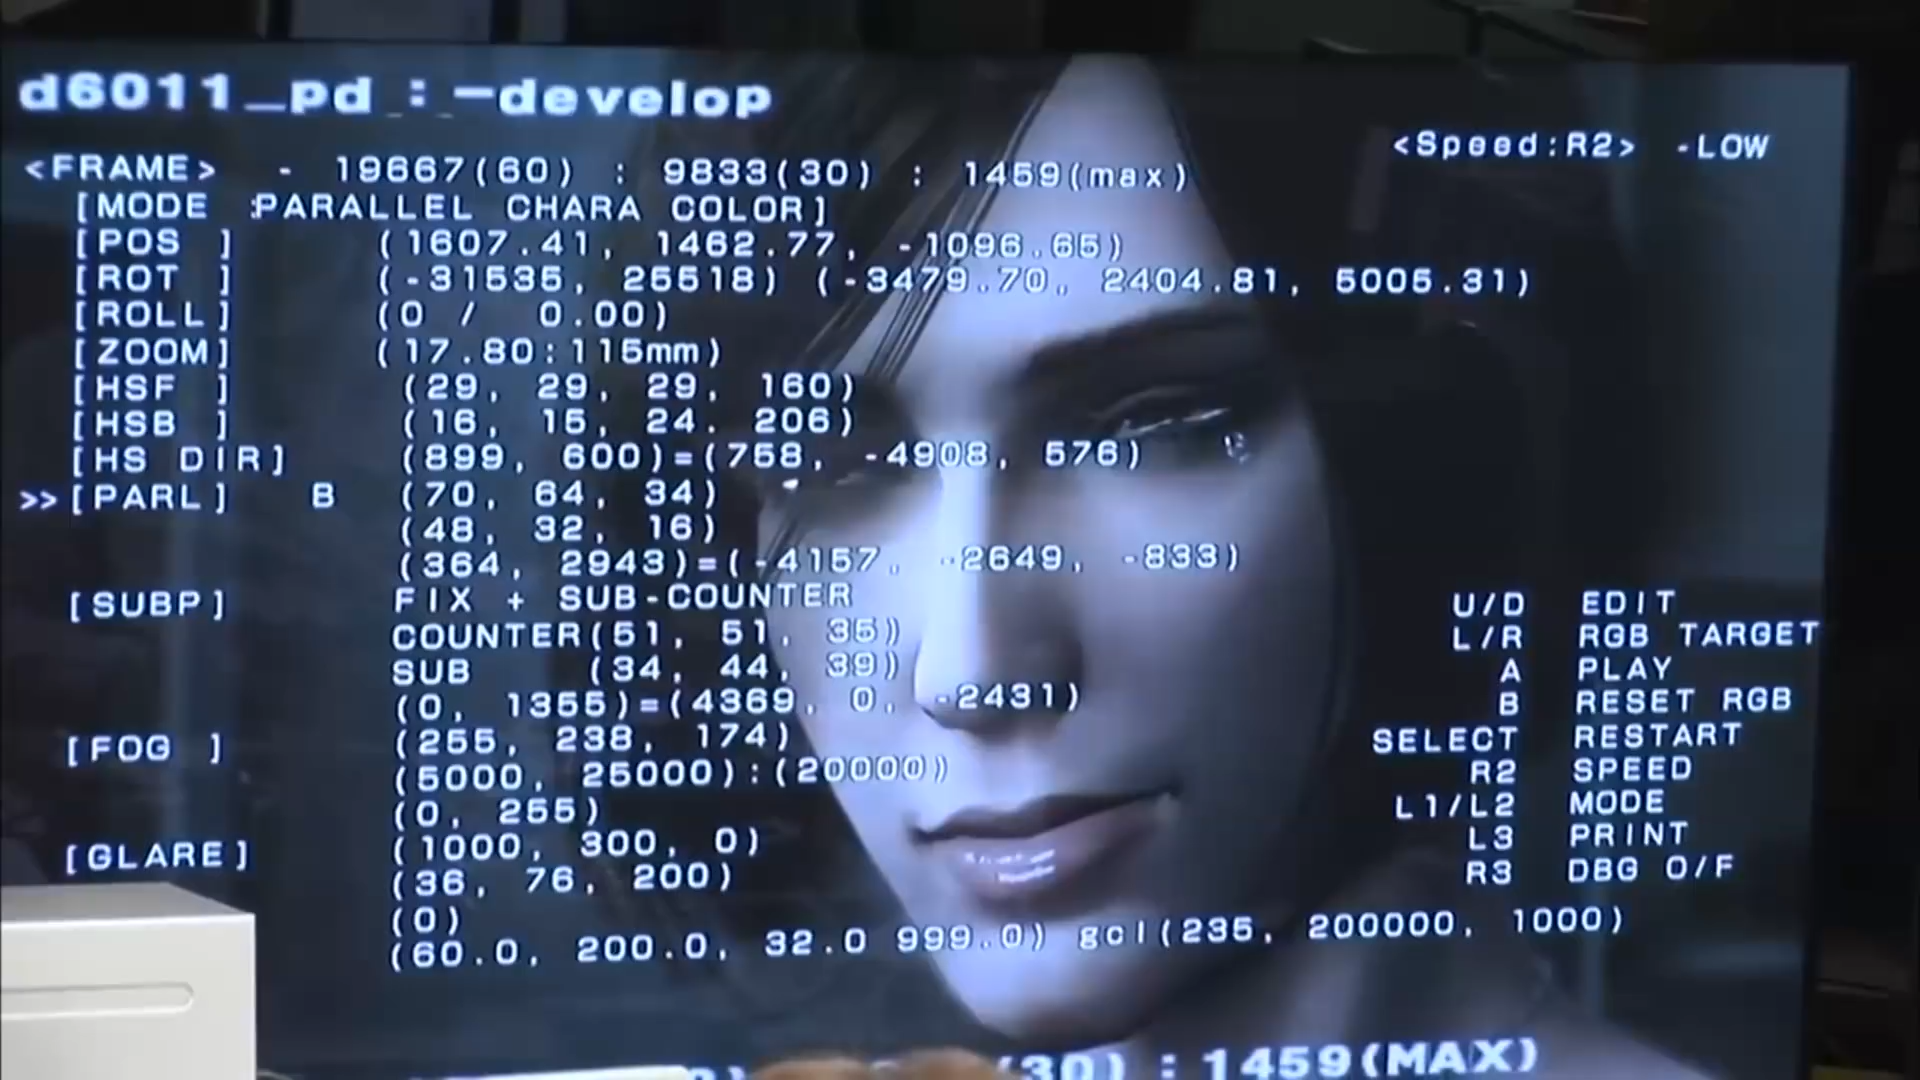 d6011_pd : -develop
<Speed:R2> -LOW
<FRAME> - 19667(60) : 9833(30) : 1459(max)
[MODE :PARALLEL CHARA COLOR]
[POS ] (1607.41, 1462.77, -1096.65)
[ROT ] (-31535, 25518) (-3479.70, 2404.81, 5005.31)
[ROLL] (0 / 0.00)
[ZOOM] (17.80:115mm)
[HSF ] (29, 29, 29, 160)
[HSB ] (16, 15, 24, 206)
[HS DIR] (899, 600)=(758, -4908, 576)
>>[PARL] B (70, 64, 34)
(48, 32, 16)
(364, 2943)=(-4157, -2649, -833)
[SUBP] FIX + SUB-COUNTER
COUNTER(51, 51, 35)
SUB (34, 44, 39)
(0, 1355)=(4369, 0, -2431)
[FOG ] (255, 238, 174)
(5000, 25000):(20000)
(0, 255)
[GLARE] (1000, 300, 0)
(36, 76, 200)
(0)
(60.0, 200.0, 32.0 999.0) gcl(235, 200000, 1000)
U/D EDIT
L/R RGB TARGET
A PLAY
B RESET RGB
SELECT RESTART
R2 SPEED
L1/L2 MODE
L3 PRINT
R3 DBG O/F
(30) : 1459(MAX)